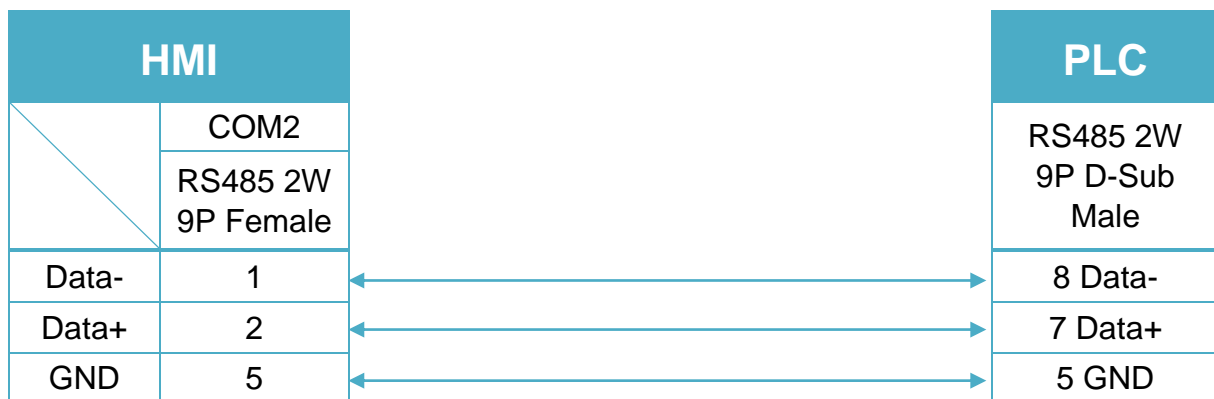 HMI
PLC
COM2
RS485 2W
9P Female
RS485 2W
9P D-Sub
Male
Data-
1
8 Data-
Data+
2
7 Data+
GND
5
5 GND